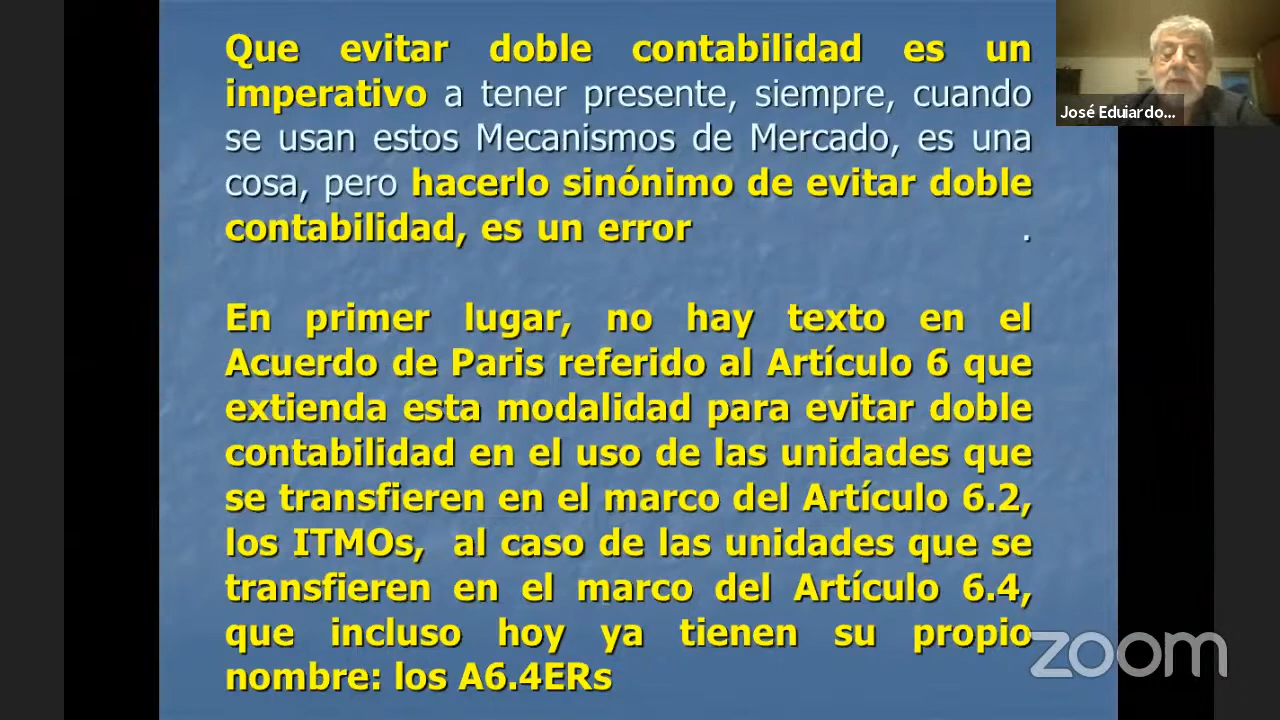 Que evitar doble contabilidad es un
imperativo a tener presente, siempre, cuando
se usan estos Mecanismos de Mercado, es una
cosa, pero hacerlo sinónimo de evitar doble
contabilidad, es un error .
En primer lugar, no hay texto en el
Acuerdo de Paris referido al Artículo 6 que
extienda esta modalidad para evitar doble
contabilidad en el uso de las unidades que
se transfieren en el marco del Artículo 6.2,
los ITMOs, al caso de las unidades que se
transfieren en el marco del Artículo 6.4,
que incluso hoy ya tienen su propio
nombre: los A6.4ERs
José Eduiardo...
zoom